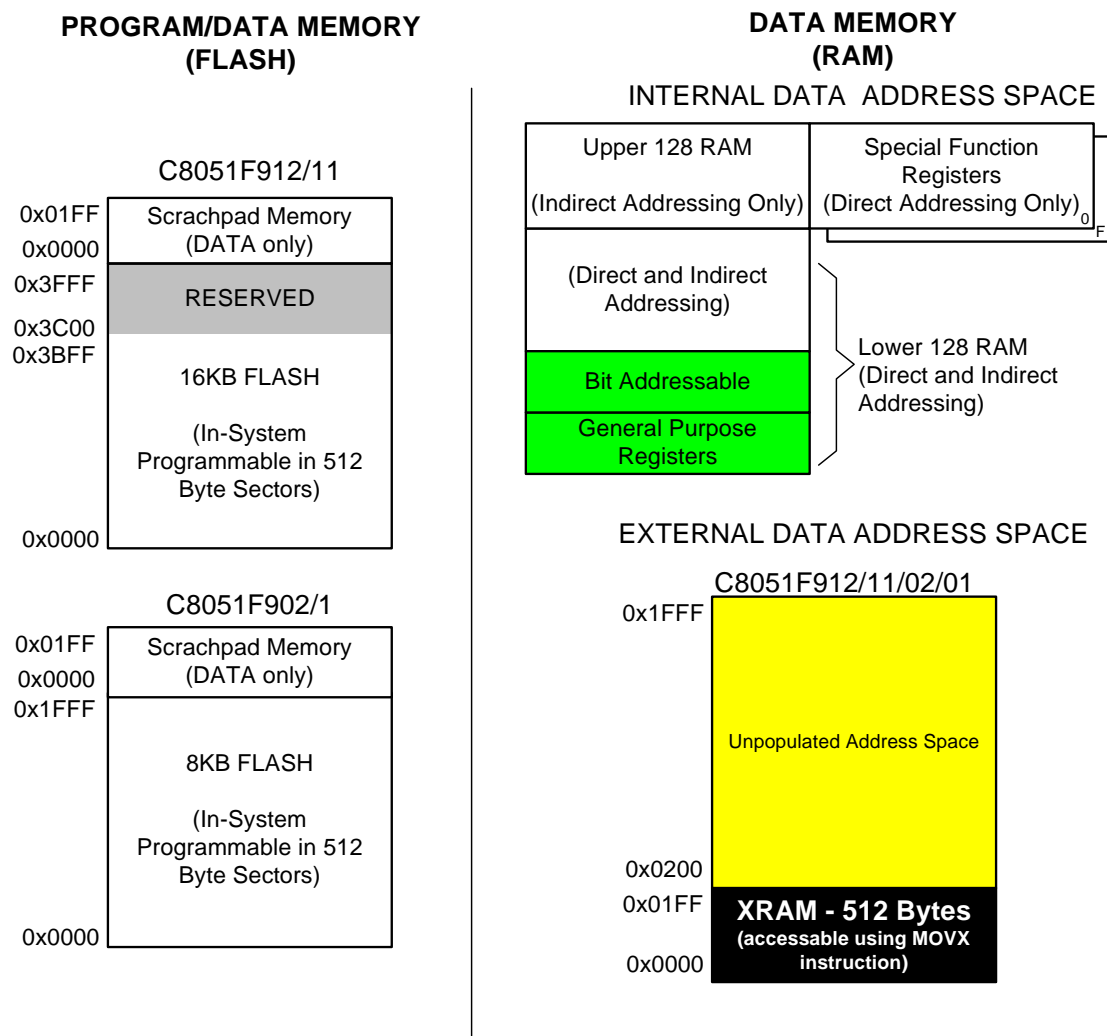 PROGRAM/DATA MEMORY
(FLASH)
C8051F912/11
0x01FF
Scrachpad Memory
(DATA only)
0x0000
0x3FFF
RESERVED
0x3C00
0x3BFF
16KB FLASH
(In-System
Programmable in 512
Byte Sectors)
0x0000
C8051F902/1
0x01FF
Scrachpad Memory
(DATA only)
0x0000
0x1FFF
8KB FLASH
(In-System
Programmable in 512
Byte Sectors)
0x0000
DATA MEMORY
(RAM)
INTERNAL DATA ADDRESS SPACE
Upper 128 RAM
(Indirect Addressing Only)
Special Function
Registers
(Direct Addressing Only)
0
F
(Direct and Indirect
Addressing)
Bit Addressable
General Purpose
Registers
Lower 128 RAM
(Direct and Indirect
Addressing)
EXTERNAL DATA ADDRESS SPACE
C8051F912/11/02/01
0x1FFF
Unpopulated Address Space
0x0200
0x01FF
XRAM - 512 Bytes
(accessable using MOVX
instruction)
0x0000